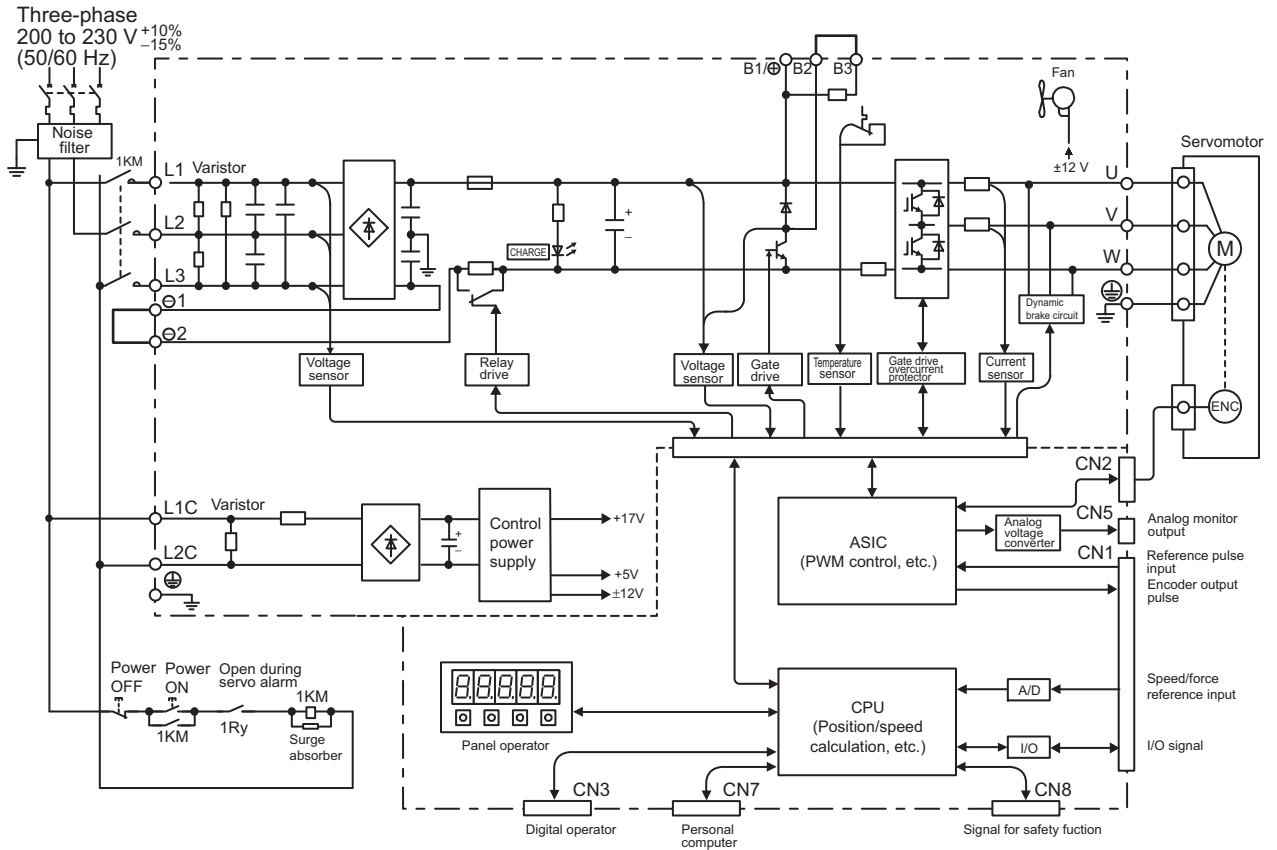 Three-phase
200 to 230 V +10%
–15%
(50/60 Hz)
B1/⊕
B2
B3
Fan
±12 V
Noise
filter
1KM
Servomotor
L1
Varistor
U
L2
V
CHARGE
+
–
M
L3
W
⊖1
⊖2
Dynamic
brake circuit
Voltage
sensor
Relay
drive
Voltage
sensor
Gate
drive
Temperature
sensor
Gate drive
overcurrent
protector
Current
sensor
ENC
CN2
L1C
Varistor
+
–
Control
power
supply
+17V
+5V
±12V
L2C
ASIC
(PWM control, etc.)
Analog
voltage
converter
CN5
Analog monitor
output
CN1
Reference pulse
input
Encoder output
pulse
Power
OFF
Power
ON
Open during
servo alarm
1KM
1KM
1Ry
Surge
absorber
8.8.8.8.8.
Panel operator
CPU
(Position/speed
calculation, etc.)
A/D
Speed/force
reference input
I/O
I/O signal
CN3
CN7
CN8
Digital operator
Personal
computer
Signal for safety fuction